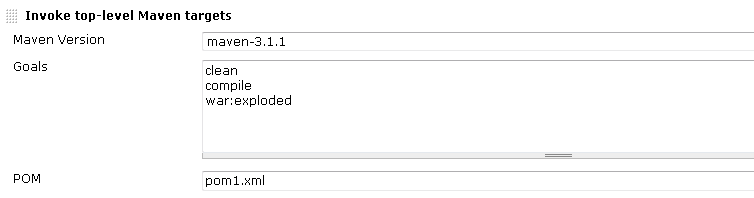 Invoke top-level Maven targets
Maven Version
maven-3.1.1
Goals
clean
compile
war:exploded
POM
pom1.xml